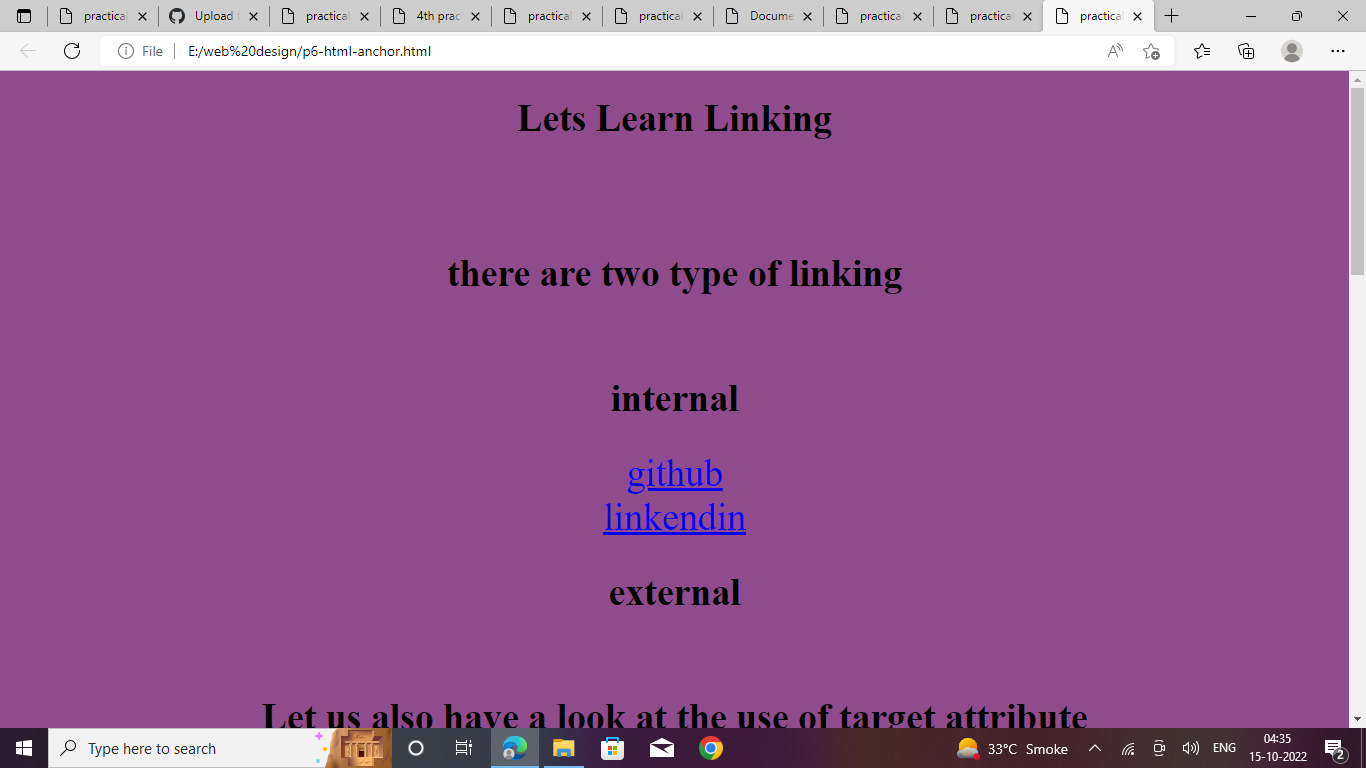 practical
Upload f
practical
4th prac
practical
practical
Docume
practical
practical
practical
File
E:/web%20design/p6-html-anchor.html
Lets Learn Linking
there are two type of linking
internal
github
linkendin
external
Let us also have a look at the use of target attribute
Type here to search
33°C Smoke
ENG
04:35
15-10-2022
2